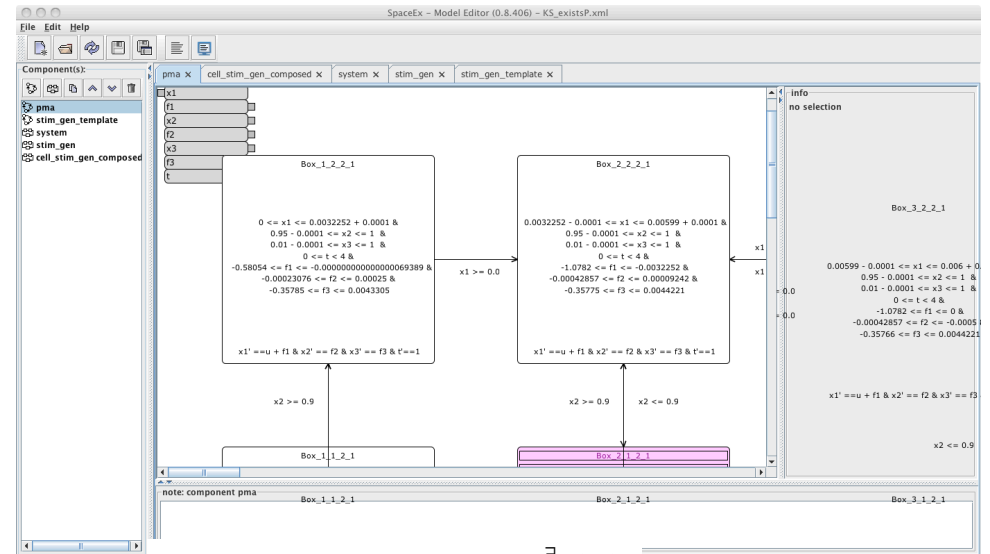 SpaceEx – Model Editor (0.8.406) – KS_existsP.xml
File Edit Help
Component(s):
pma
stim_gen_template
system
stim_gen
cell_stim_gen_composed
pma × cell_stim_gen_composed × system × stim_gen × stim_gen_template ×
x1
f1
x2
f2
x3
f3
t
Box_1_2_2_1
0 <= x1 <= 0.0032252 + 0.0001 &
0.95 - 0.0001 <= x2 <= 1 &
0.01 - 0.0001 <= x3 <= 1 &
0 <= t < 4 &
-0.58054 <= f1 <= -0.000000000000000069389 &
-0.00023076 <= f2 <= 0.00025 &
-0.35785 <= f3 <= 0.0043305
x1' ==u + f1 & x2' == f2 & x3' == f3 & t'==1
x1 >= 0.0
Box_2_2_2_1
0.0032252 - 0.0001 <= x1 <= 0.00599 + 0.0001 &
0.95 - 0.0001 <= x2 <= 1 &
0.01 - 0.0001 <= x3 <= 1 &
0 <= t < 4 &
-1.0782 <= f1 <= -0.0032252 &
-0.00042857 <= f2 <= 0.00009242 &
-0.35775 <= f3 <= 0.0044221
x1' ==u + f1 & x2' == f2 & x3' == f3 & t'==1
x1
x1
= 0.0
= 0.0
info
no selection
Box_3_2_2_1
0.00599 - 0.0001 <= x1 <= 0.006 + 0
0.95 - 0.0001 <= x2 <= 1 &
0.01 - 0.0001 <= x3 <= 1 &
0 <= t < 4 &
-1.0782 <= f1 <= 0 &
-0.00042857 <= f2 <= -0.0005
-0.35766 <= f3 <= 0.0044221
x1' ==u + f1 & x2' == f2 & x3' == f3
x2 >= 0.9
x2 >= 0.9
x2 <= 0.9
x2 <= 0.9
Box_1_1_2_1
Box_2_1_2_1
note: component pma
Box_1_1_2_1
Box_2_1_2_1
Box_3_1_2_1